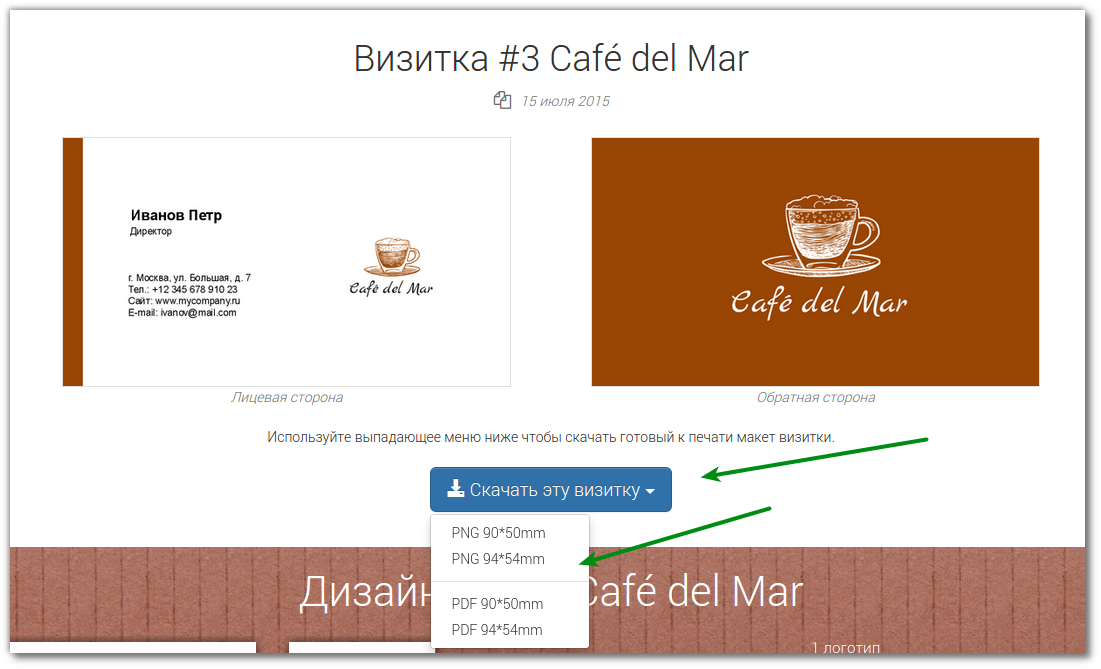 Визитка #3 Café del Mar
15 июля 2015
Иванов Петр
Директор
г. Москва, ул. Большая, д. 7
Тел.: +12 345 678 910 23
Сайт: www.mycompany.ru
E-mail: ivanov@mail.com
Café del Mar
Café del Mar
Лицевая сторона
Обратная сторона
Используйте выпадающее меню ниже чтобы скачать готовый к печати макет визитки.
Скачать эту визитку
PNG 90*50mm
PNG 94*54mm
PDF 90*50mm
PDF 94*54mm
Дизайн Café del Mar
1 логотип